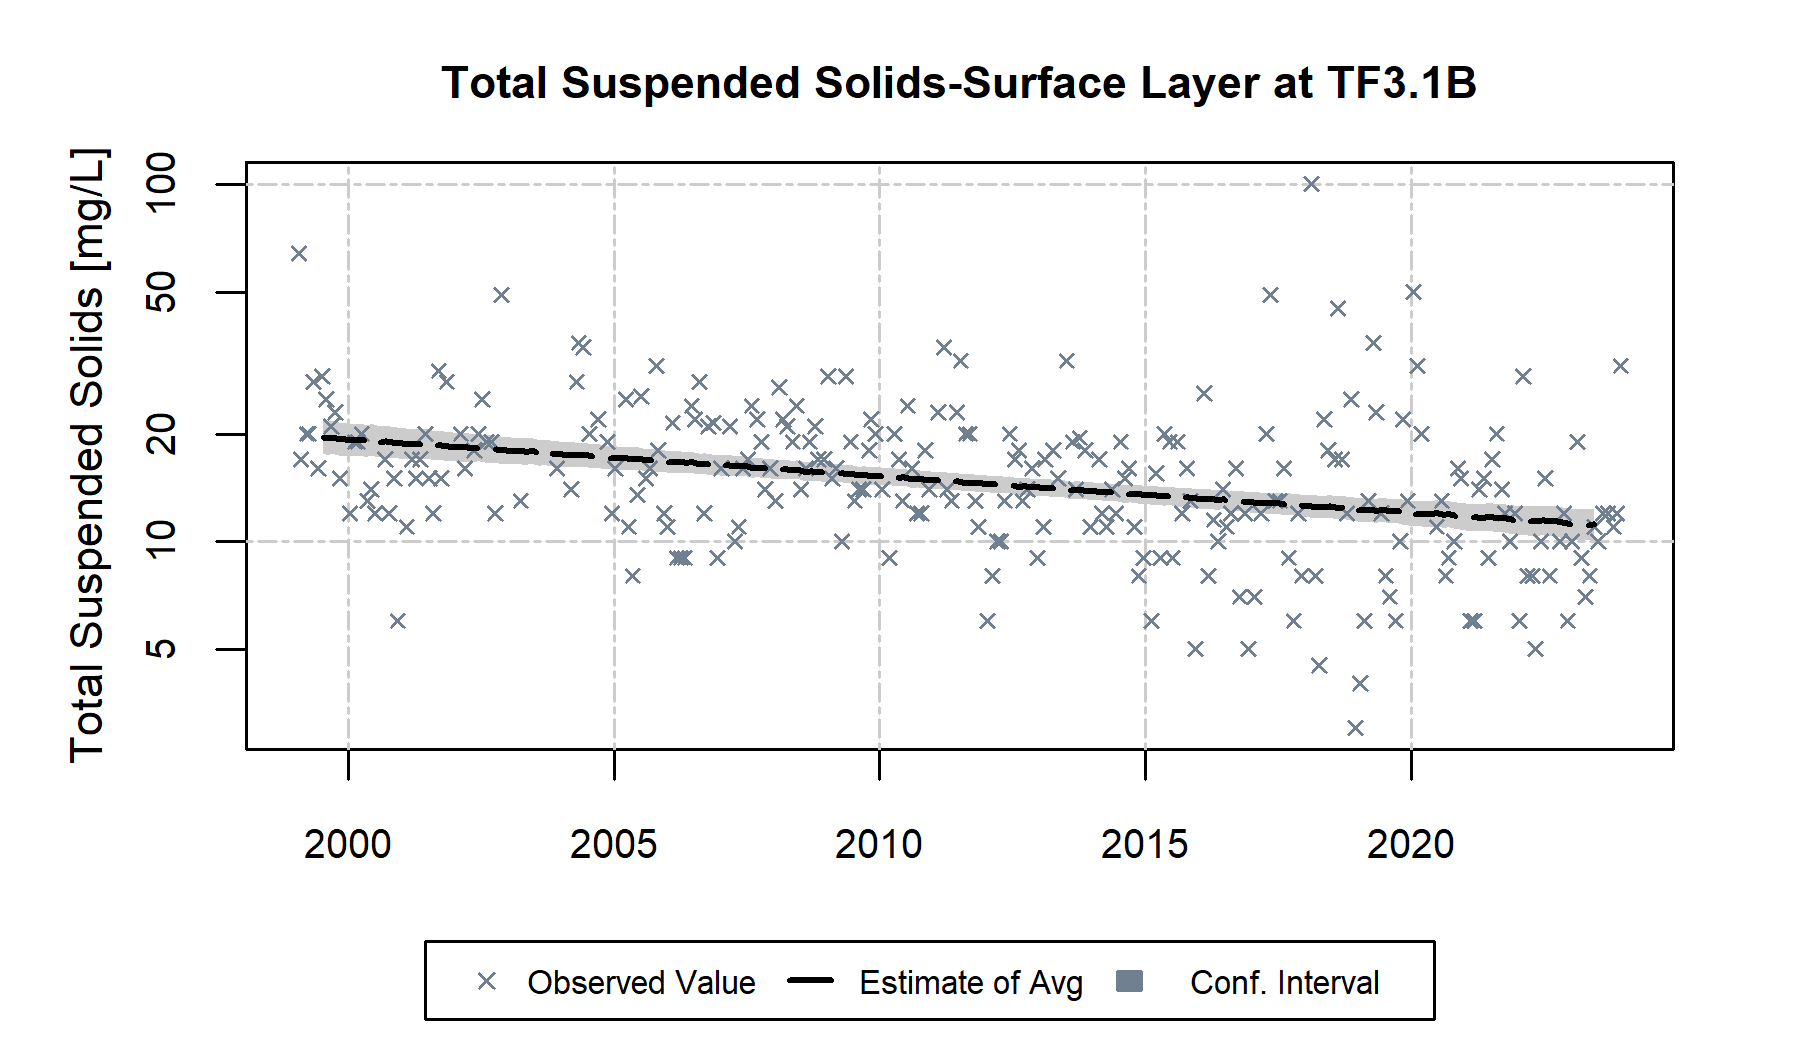 Total Suspended Solids-Surface Layer at TF3.1B
Total Suspended Solids [mg/L]
100
50
20
10
5
2000 2005 2010 2015 2020
Observed Value Estimate of Avg Conf. Interval